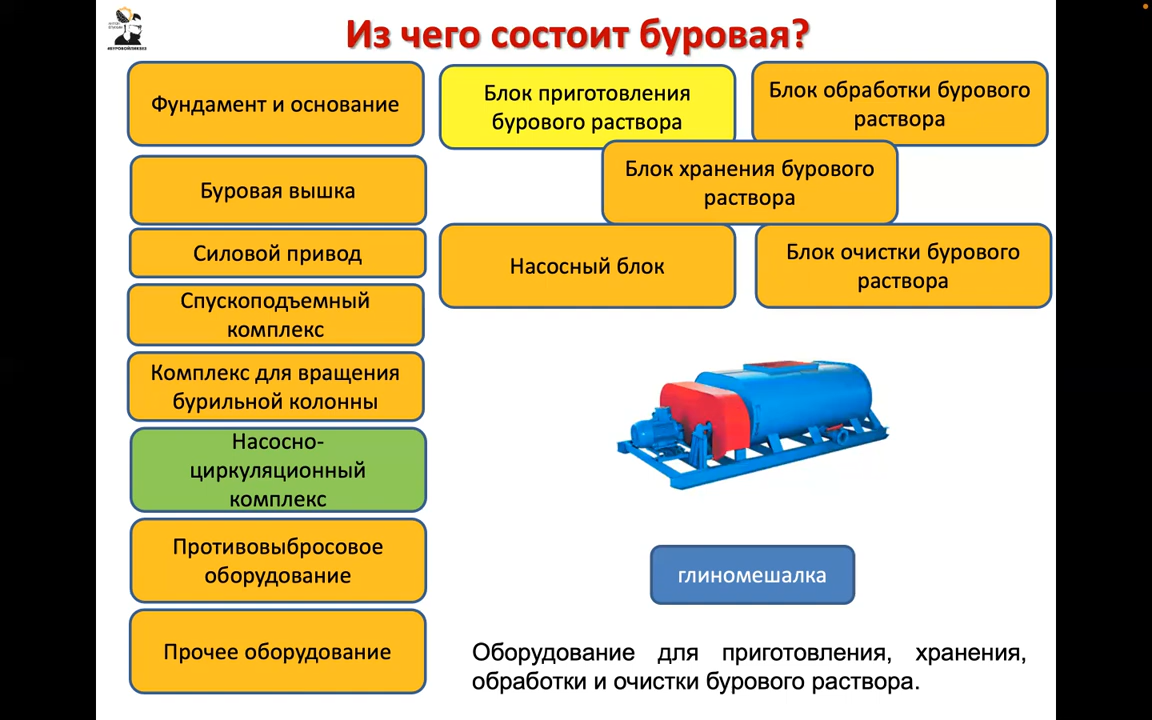 Из чего состоит буровая?
Фундамент и основание
Буровая вышка
Силовой привод
Спускоподъемный
комплекс
Комплекс для вращения
бурильной колонны
Насосно-
циркуляционный
комплекс
Противовыбросовое
оборудование
Прочее оборудование
Блок приготовления
бурового раствора
Блок обработки бурового
раствора
Блок хранения бурового
раствора
Насосный блок
Блок очистки бурового
раствора
глиномешалка
Оборудование для приготовления, хранения,
обработки и очистки бурового раствора.